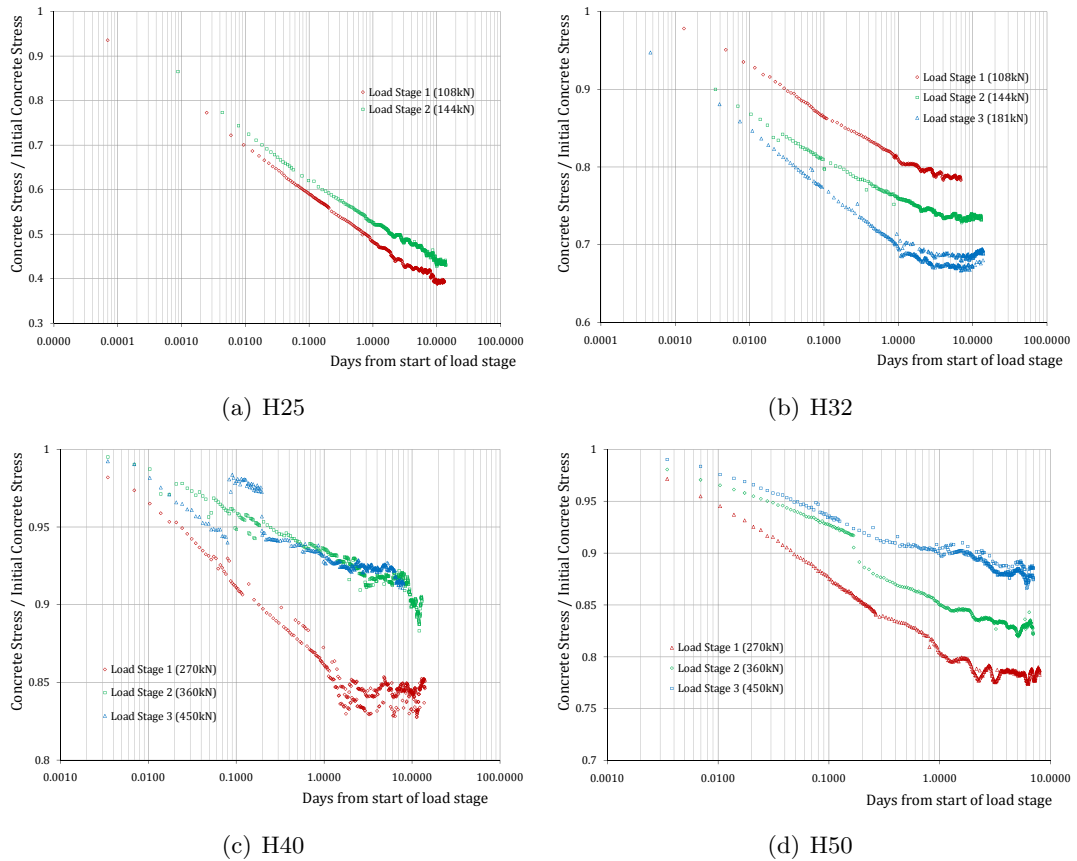 Concrete Stress / Initial Concrete Stress
1
0.9
0.8
0.7
0.6
0.5
0.4
0.3
Load Stage 1 (108kN)
Load Stage 2 (144kN)
0.0000 0.0001 0.0010 0.0100 0.1000 1.0000 10.0000 100.0000
Days from start of load stage
(a) H25
Concrete Stress / Initial Concrete Stress
1
0.9
0.8
0.7
0.6
Load Stage 1 (108kN)
Load Stage 2 (144kN)
Load stage 3 (181kN)
0.0001 0.0010 0.0100 0.1000 1.0000 10.0000 100.0000
Days from start of load stage
(b) H32
Concrete Stress / Initial Concrete Stress
1
0.95
0.9
0.85
0.8
Load Stage 1 (270kN)
Load Stage 2 (360kN)
Load Stage 3 (450kN)
0.0010 0.0100 0.1000 1.0000 10.0000 100.0000
Days from start of load stage
(c) H40
Concrete Stress / Initial Concrete Stress
1
0.95
0.9
0.85
0.8
0.75
0.7
Load Stage 1 (270kN)
Load Stage 2 (360kN)
Load Stage 3 (450kN)
0.0010 0.0100 0.1000 1.0000 10.0000
Days from start of load stage
(d) H50